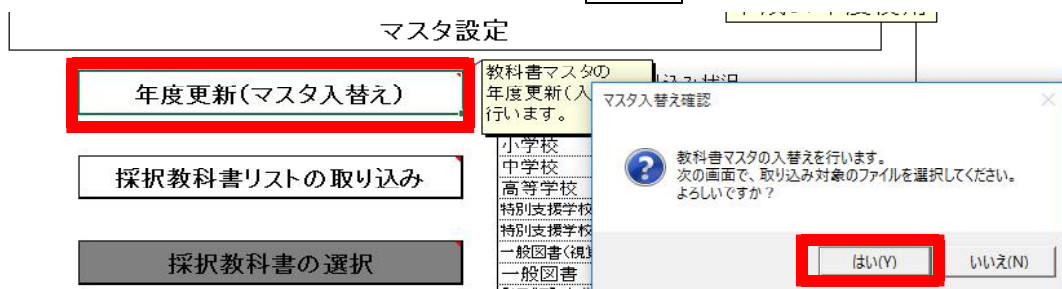 マスタ設定
年度更新(マスタ入替え)
教科書マスタの
年度更新(入
行います。
マスタ入替え確認
教科書マスタの入替えを行います。
次の画面で、取り込み対象のファイルを選択してください。
よろしいですか？
はい(Y)
いいえ(N)
採択教科書リストの取り込み
採択教科書の選択
小学校
中学校
高等学校
特別支援学校
特別支援学校
一般図書(視
一般図書